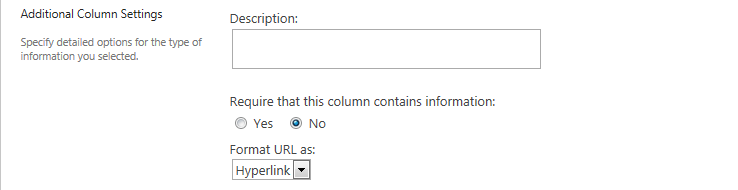 Additional Column Settings
Specify detailed options for the type of
information you selected.
Description:
Require that this column contains information:
Yes No
Format URL as:
Hyperlink